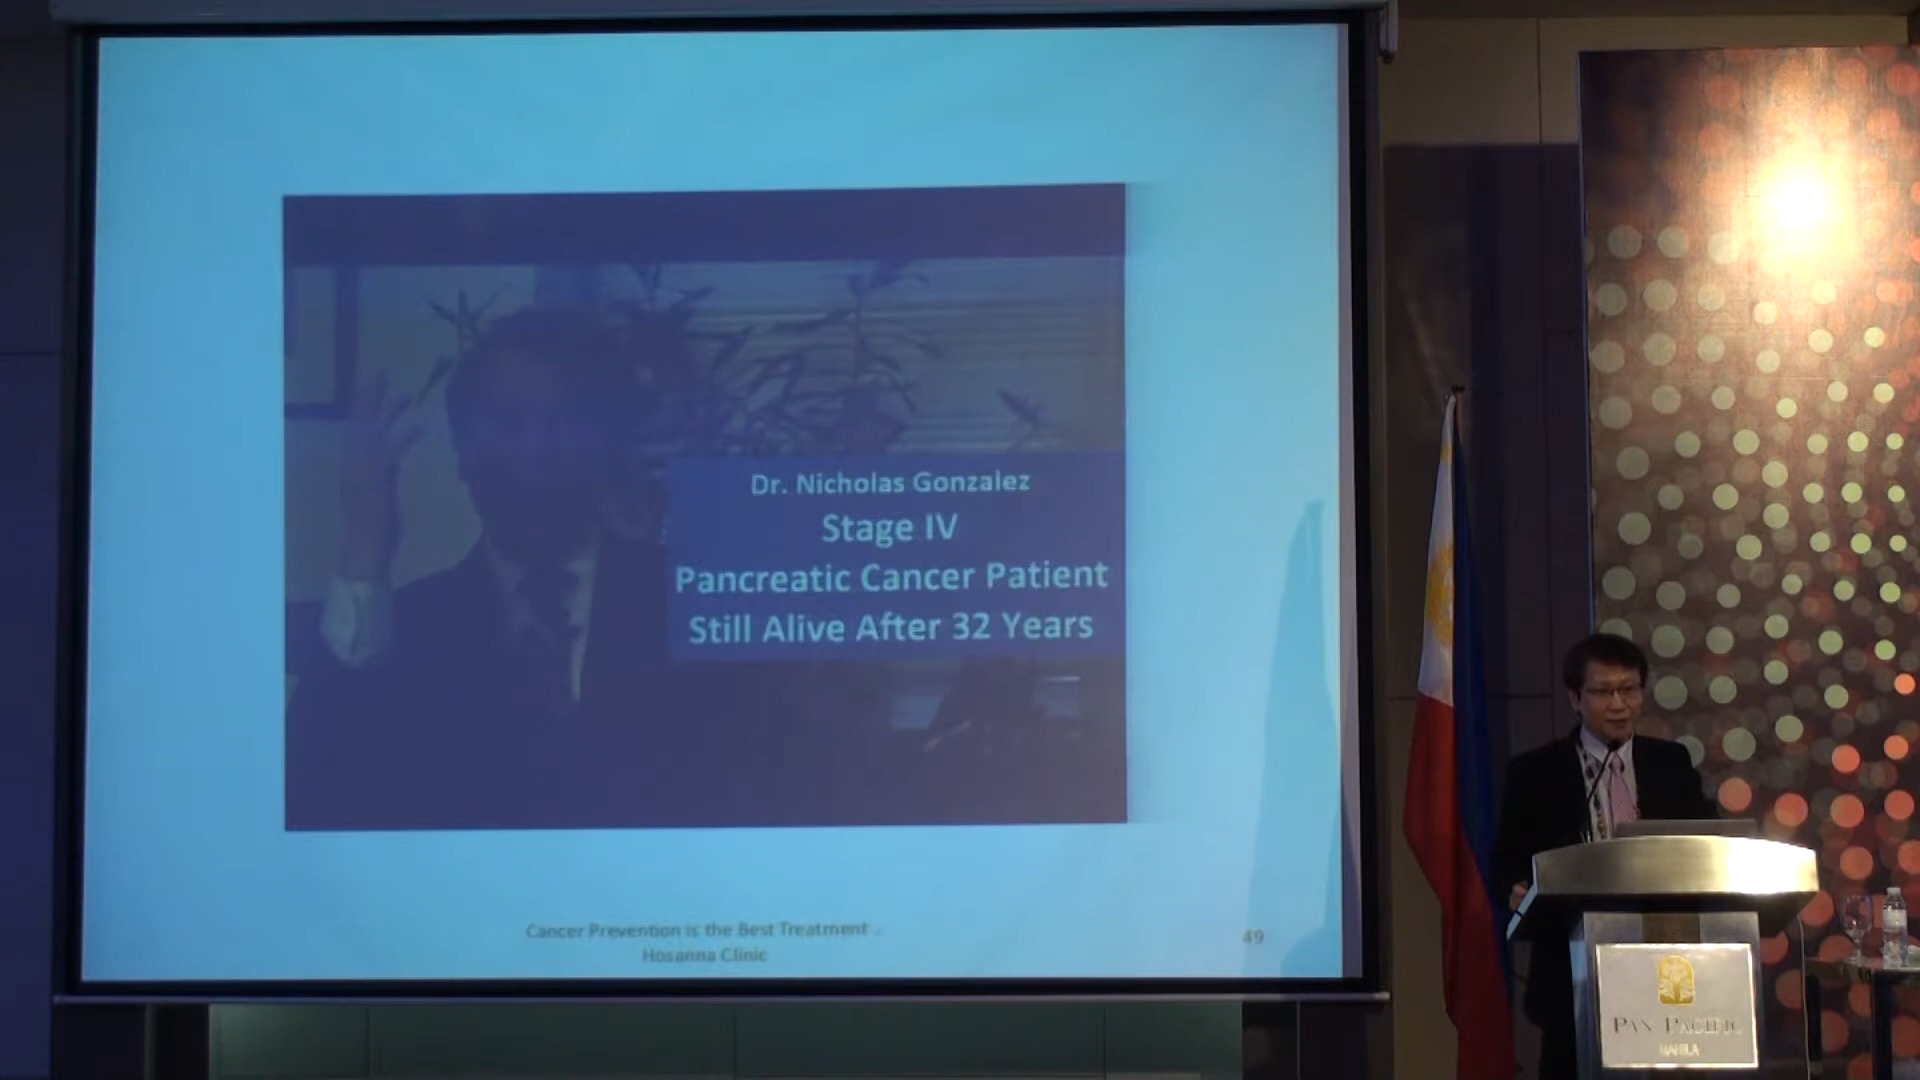 Dr. Nicholas Gonzalez
Stage IV
Pancreatic Cancer Patient
Still Alive After 32 Years
Cancer Prevention is the Best Treatment
Hosanna Clinic
49
PAN PACIFIC
MANILA